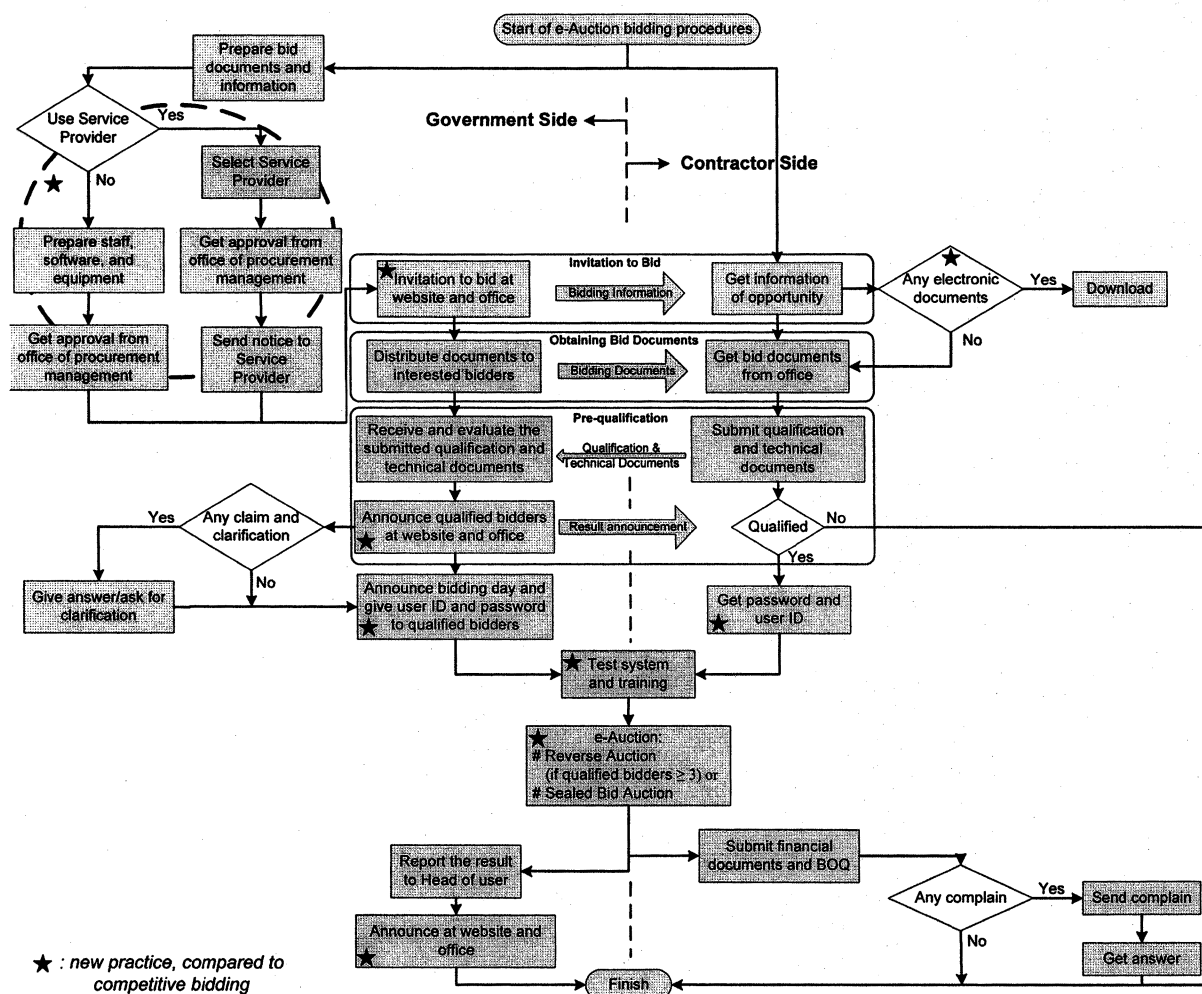 Start of e-Auction bidding procedures
Prepare bid
documents and
information
Use Service
Provider
Yes
No
Government Side
Contractor Side
Select Service
Provider
Prepare staff,
software, and
equipment
Get approval from
office of procurement
management
Get approval from
office of procurement
management
Send notice to
Service
Provider
Invitation to Bid
Invitation to bid at
website and office
Bidding Information
Get information
of opportunity
Any electronic
documents
Yes
Download
No
Obtaining Bid Documents
Distribute documents to
interested bidders
Bidding Documents
Get bid documents
from office
Pre-qualification
Receive and evaluate the
submitted qualification and
technical documents
Qualification &
Technical Documents
Submit qualification
and technical
documents
Any claim and
clarification
Yes
No
Announce qualified bidders
at website and office
Result announcement
Qualified
No
Yes
Give answer/ask for
clarification
Announce bidding day and
give user ID and password
to qualified bidders
Get password and
user ID
Test system
and training
e-Auction:
# Reverse Auction
(if qualified bidders ≥ 3) or
# Sealed Bid Auction
Report the result
to Head of user
Submit financial
documents and BOQ
Any complain
Yes
Send complain
No
Get answer
Announce at website and
office
Finish
★ : new practice, compared to
competitive bidding